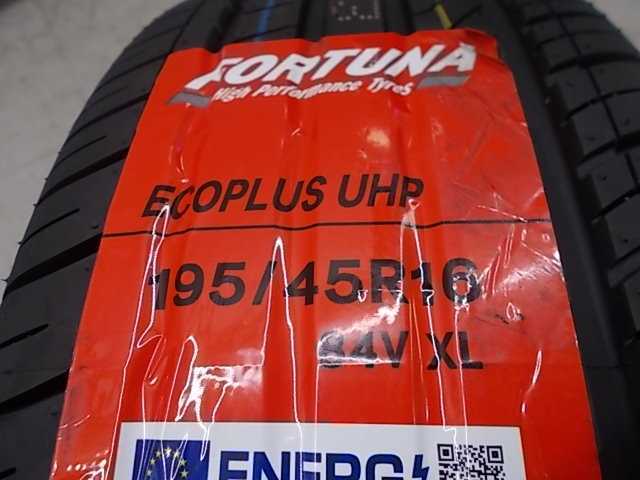 FORTUNA
High Performance Tyres
ECOPLUS UHP
195/45R16
84V XL
ENERG